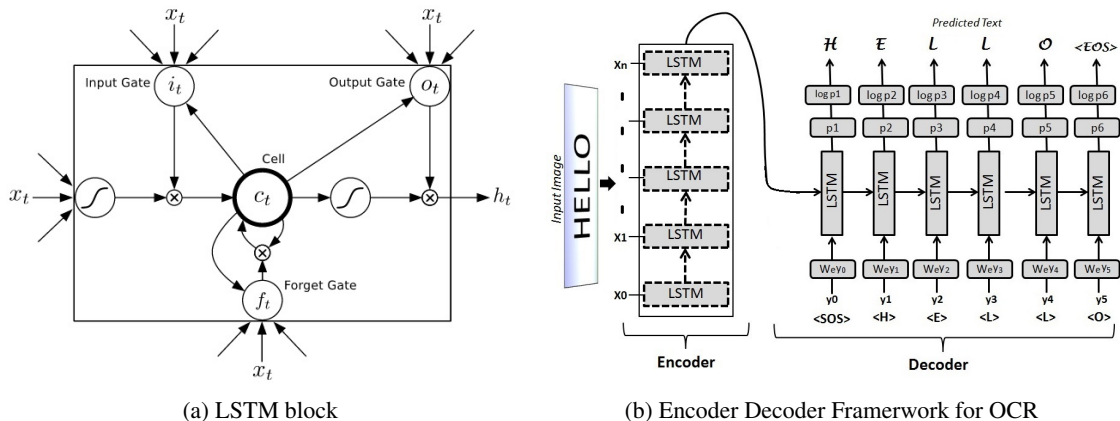 x_t
x_t
Input Gate
i_t
Output Gate
o_t
Cell
x_t
c_t
h_t
Forget Gate
f_t
x_t
(a) LSTM block
Input Image
HELLO
Xn
X1
X0
LSTM
LSTM
LSTM
LSTM
LSTM
Encoder
Predicted Text
H E L L O <EOS>
log p1 log p2 log p3 log p4 log p5 log p6
p1 p2 p3 p4 p5 p6
LSTM LSTM LSTM LSTM LSTM LSTM
Wey0 Wey1 Wey2 Wey3 Wey4 Wey5
y0 y1 y2 y3 y4 y5
<SOS> <H> <E> <L> <L> <O>
Decoder
(b) Encoder Decoder Framerwork for OCR